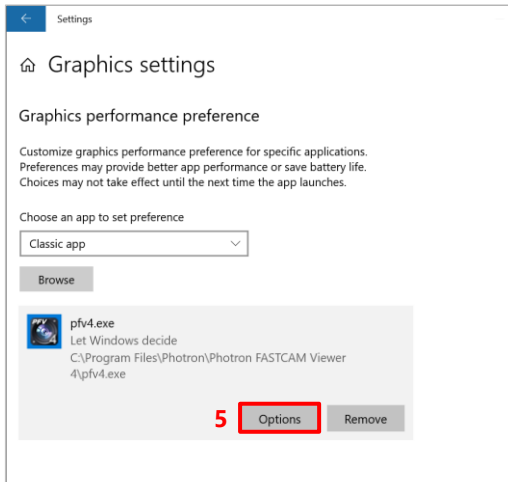 Settings
Graphics settings
Graphics performance preference
Customize graphics performance preference for specific applications.
Preferences may provide better app performance or save battery life.
Choices may not take effect until the next time the app launches.
Choose an app to set preference
Classic app
Browse
PFV
pfv4.exe
Let Windows decide
C:\Program Files\Photron\Photron FASTCAM Viewer
4\pfv4.exe
5 Options Remove